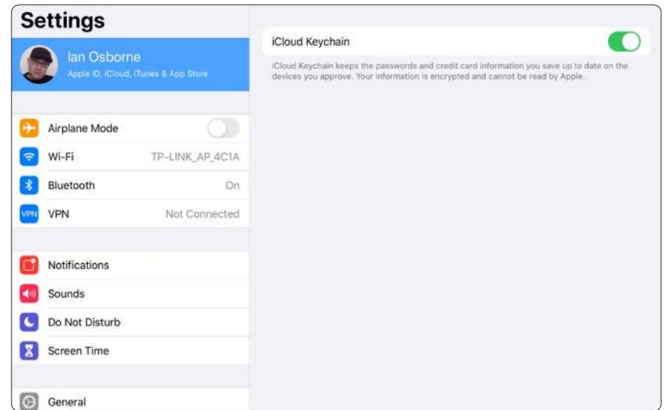 Settings
Ian Osborne
Apple ID, iCloud, iTunes & App Store
Airplane Mode
Wi-Fi TP-LINK_AP_4C1A
Bluetooth On
VPN VPN Not Connected
Notifications
Sounds
Do Not Disturb
Screen Time
General
iCloud Keychain
iCloud Keychain keeps the passwords and credit card information you save up to date on the
devices you approve. Your information is encrypted and cannot be read by Apple.